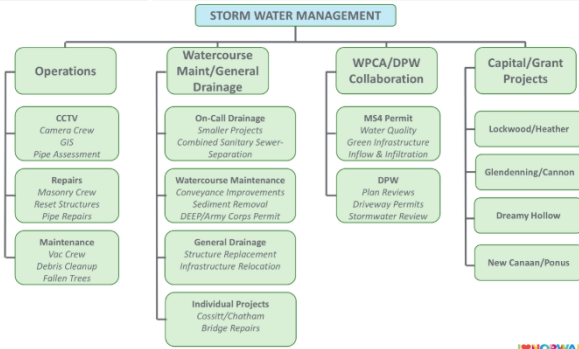 STORM WATER MANAGEMENT
Operations
CCTV
Camera Crew
GIS
Pipe Assessment
Repairs
Masonry Crew
Reset Structures
Pipe Repairs
Maintenance
Vac Crew
Debris Cleanup
Fallen Trees
Watercourse
Maint/General
Drainage
On-Call Drainage
Smaller Projects
Combined Sanitary Sewer-
Separation
Watercourse Maintenance
Conveyance Improvements
Sediment Removal
DEEP/Army Corps Permit
General Drainage
Structure Replacement
Infrastructure Relocation
Individual Projects
Cossitt/Chatham
Bridge Repairs
WPCA/DPW
Collaboration
MS4 Permit
Water Quality
Green Infrastructure
Inflow & Infiltration
DPW
Plan Reviews
Driveway Permits
Stormwater Review
Capital/Grant
Projects
Lockwood/Heather
Glendenning/Cannon
Dreamy Hollow
New Canaan/Ponus